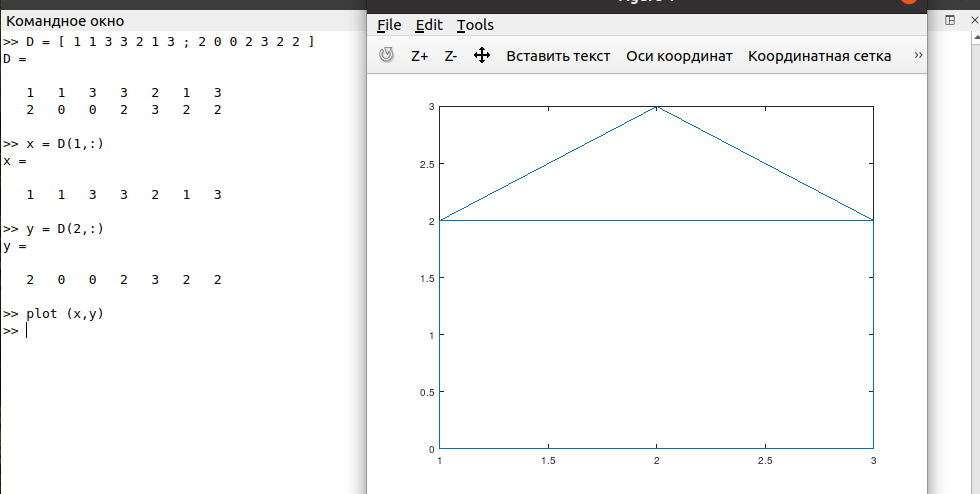 Командное окно
>> D = [ 1 1 3 3 2 1 3 ; 2 0 0 2 3 2 2 ]
D =
1 1 3 3 2 1 3
2 0 0 2 3 2 2
>> x = D(1,:)
x =
1 1 3 3 2 1 3
>> y = D(2,:)
y =
2 0 0 2 3 2 2
>> plot (x,y)
>>
File Edit Tools
Z+ Z- Вставить текст Оси координат Координатная сетка »
3
2.5
2
1.5
1
0.5
0
1 1.5 2 2.5 3